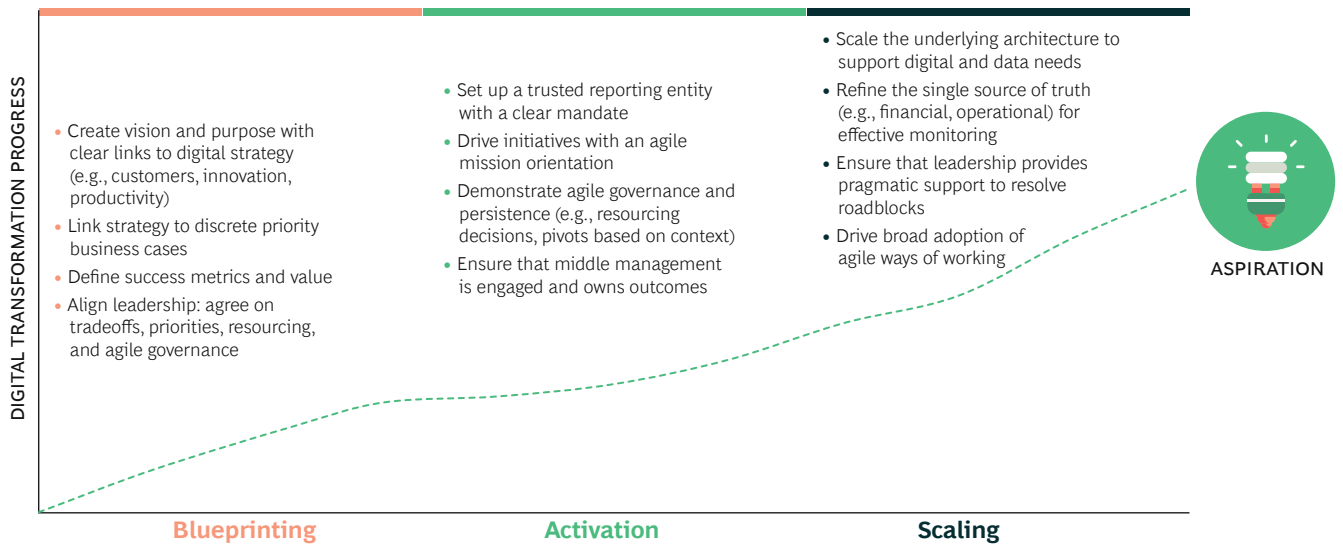 DIGITAL TRANSFORMATION PROGRESS
• Create vision and purpose with
clear links to digital strategy
(e.g., customers, innovation,
productivity)
• Link strategy to discrete priority
business cases
• Define success metrics and value
• Align leadership: agree on
tradeoffs, priorities, resourcing,
and agile governance
• Set up a trusted reporting entity
with a clear mandate
• Drive initiatives with an agile
mission orientation
• Demonstrate agile governance and
persistence (e.g., resourcing
decisions, pivots based on context)
• Ensure that middle management
is engaged and owns outcomes
• Scale the underlying architecture to
support digital and data needs
• Refine the single source of truth
(e.g., financial, operational) for
effective monitoring
• Ensure that leadership provides
pragmatic support to resolve
roadblocks
• Drive broad adoption of
agile ways of working
ASPIRATION
Blueprinting
Activation
Scaling